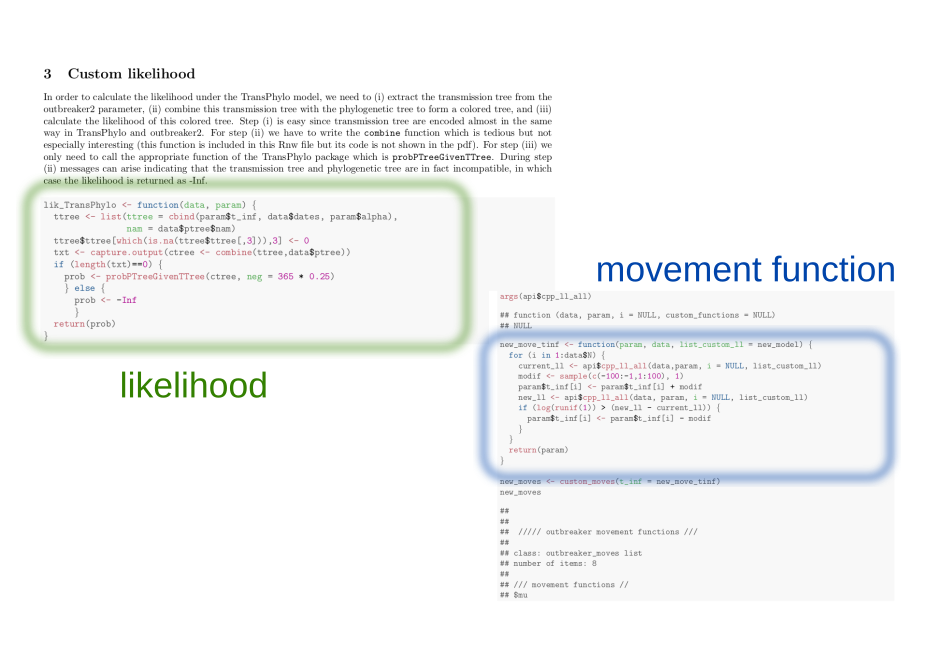 3 Custom likelihood
In order to calculate the likelihood under the TransPhylo model, we need to (i) extract the transmission tree from the
outbreaker2 parameter, (ii) combine this transmission tree with the phylogenetic tree to form a colored tree, and (iii)
calculate the likelihood of this colored tree. Step (i) is easy since transmission tree are encoded almost in the same
way in TransPhylo and outbreaker2. For step (ii) we have to write the combine function which is tedious but not
especially interesting (this function is included in this Rnw file but its code is not shown in the pdf). For step (iii) we
only need to call the appropriate function of the TransPhylo package which is probPTreeGivenTTree. During step
(ii) messages can arise indicating that the transmission tree and phylogenetic tree are in fact incompatible, in which
case the likelihood is returned as -Inf.
lik_TransPhylo <- function(data, param) {
  ttree <- list(ttree = cbind(param$t_inf, data$dates, param$alpha),
                nam = data$ptree$nam)
  ttree$ttree[which(is.na(ttree$ttree[,3])),3] <- 0
  txt <- capture.output(ctree <- combine(ttree,data$ptree))
  if (length(txt)==0) {
    prob <- probPTreeGivenTTree(ctree, neg = 365 * 0.25)
    } else {
      prob <- -Inf
      }
  return(prob)
}
likelihood
movement function
args(api$cpp_ll_all)
## function (data, param, i = NULL, custom_functions = NULL)
## NULL
new_move_tinf <- function(param, data, list_custom_ll = new_model) {
  for (i in 1:data$N) {
    current_ll <- api$cpp_ll_all(data,param, i = NULL, list_custom_ll)
    modif <- sample(c(-100:-1,1:100), 1)
    param$t_inf[i] <- param$t_inf[i] + modif
    new_ll <- api$cpp_ll_all(data, param, i = NULL, list_custom_ll)
    if (log(runif(1)) > (new_ll - current_ll)) {
      param$t_inf[i] <- param$t_inf[i] - modif
    }
  }
  return(param)
}
new_moves <- custom_moves(t_inf = new_move_tinf)
new_moves
##
##
##  ///// outbreaker movement functions ///
##
## class: outbreaker_moves list
## number of items: 8
##
## /// movement functions //
## $mu